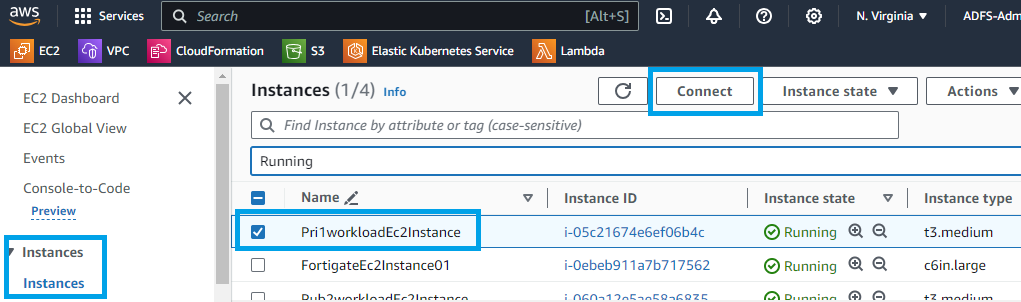 aws Services Search [Alt+S] N. Virginia ADFS-Adm
EC2 VPC CloudFormation S3 Elastic Kubernetes Service Lambda
EC2 Dashboard
EC2 Global View
Events
Console-to-Code
Preview
Instances
Instances
Instances (1/4) Info Connect Instance state Actions
Find Instance by attribute or tag (case-sensitive)
Running
Name Instance ID Instance state Instance type
Pri1workloadEc2Instance i-05c21674e6ef06b4c Running t3.medium
FortigateEc2Instance01 i-0ebeb911a7b717562 Running c6in.large
Pub2workloadEc2Instance i-060a12e5ae58a6835 Running t3.medium